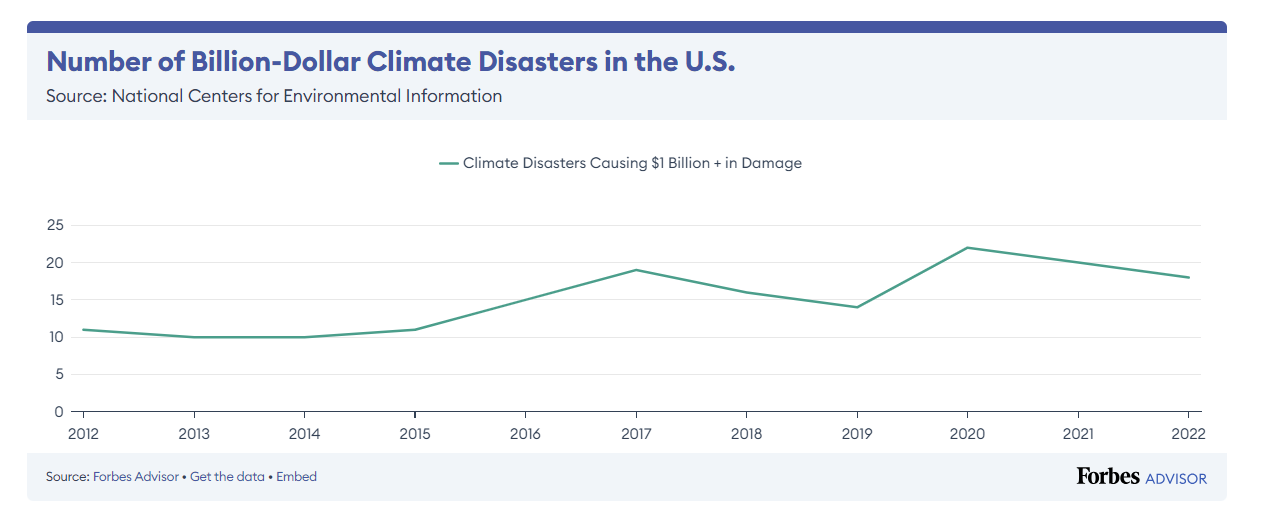 Number of Billion-Dollar Climate Disasters in the U.S.
Source: National Centers for Environmental Information
Climate Disasters Causing $1 Billion + in Damage
25
20
15
10
5
0
2012 2013 2014 2015 2016 2017 2018 2019 2020 2021 2022
Source: Forbes Advisor • Get the data • Embed
Forbes ADVISOR